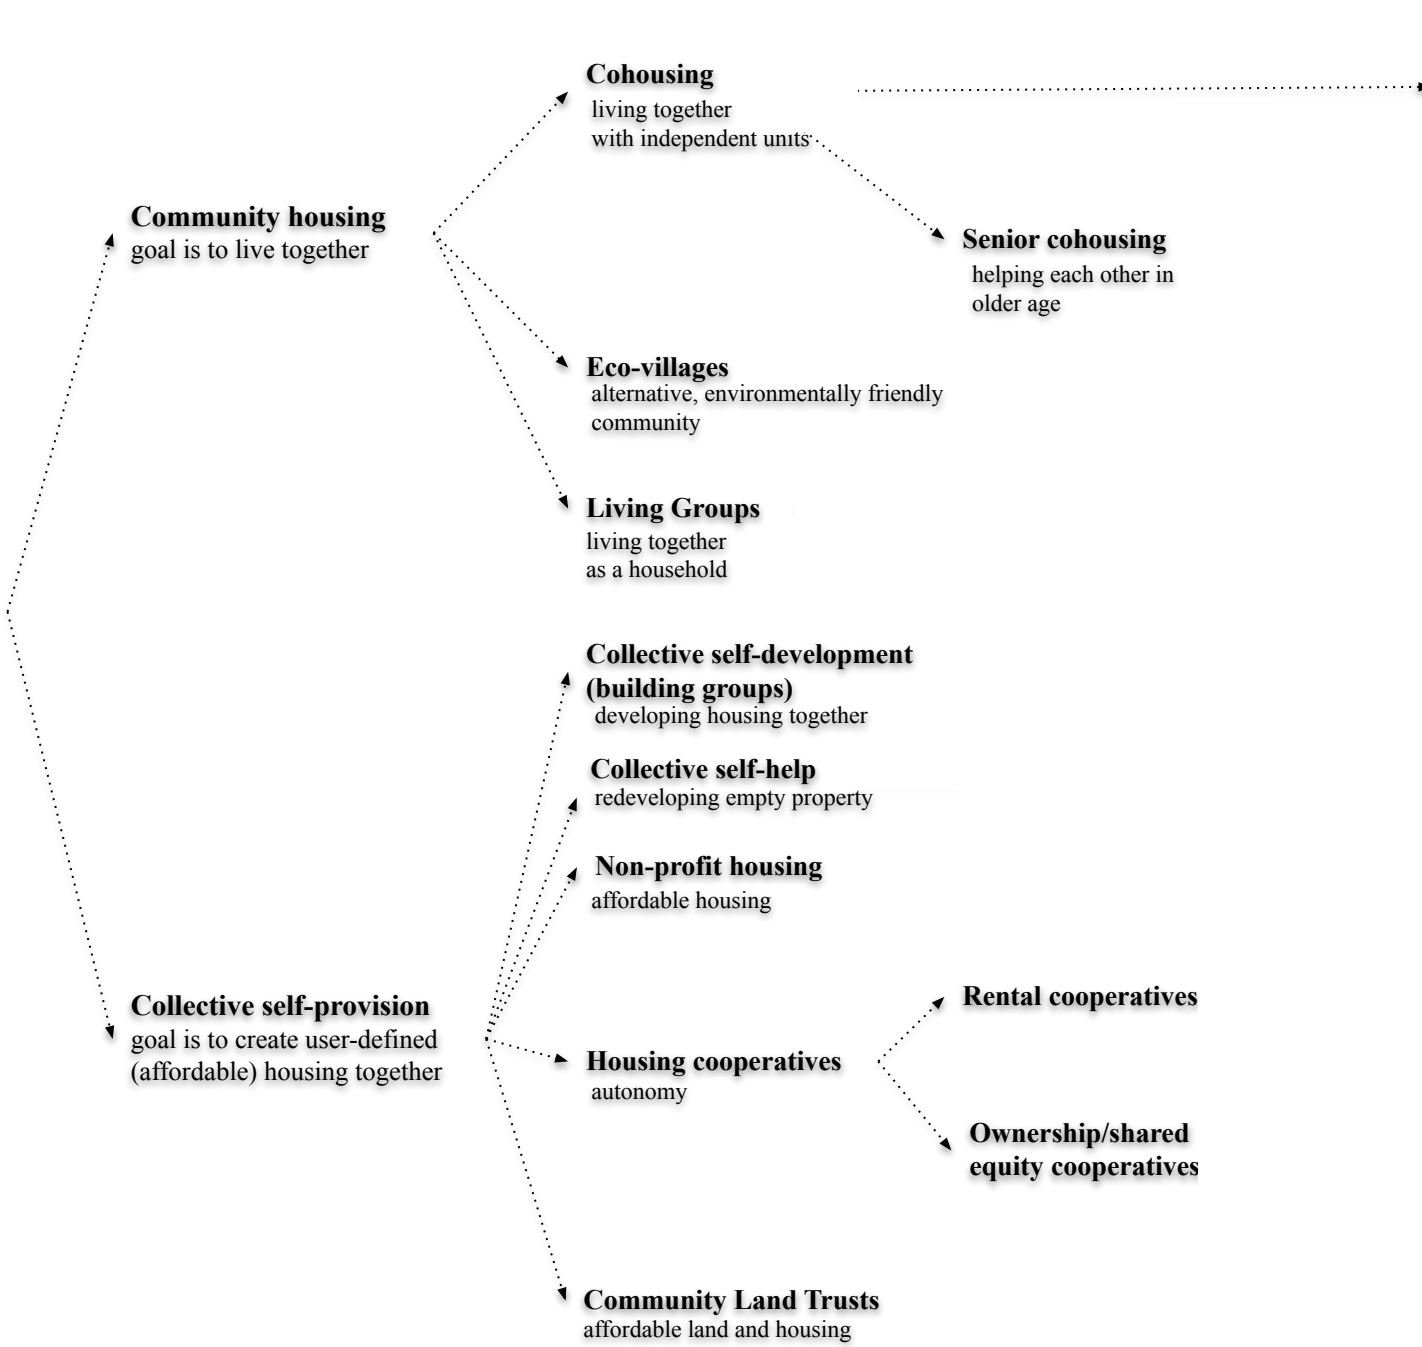 Cohousing
living together
with independent units
Community housing
goal is to live together
Senior cohousing
helping each other in
older age
Eco-villages
alternative, environmentally friendly
community
Living Groups
living together
as a household
Collective self-development
(building groups)
developing housing together
Collective self-help
redeveloping empty property
Non-profit housing
affordable housing
Collective self-provision
goal is to create user-defined
(affordable) housing together
Rental cooperatives
Housing cooperatives
autonomy
Ownership/shared
equity cooperatives
Community Land Trusts
affordable land and housing